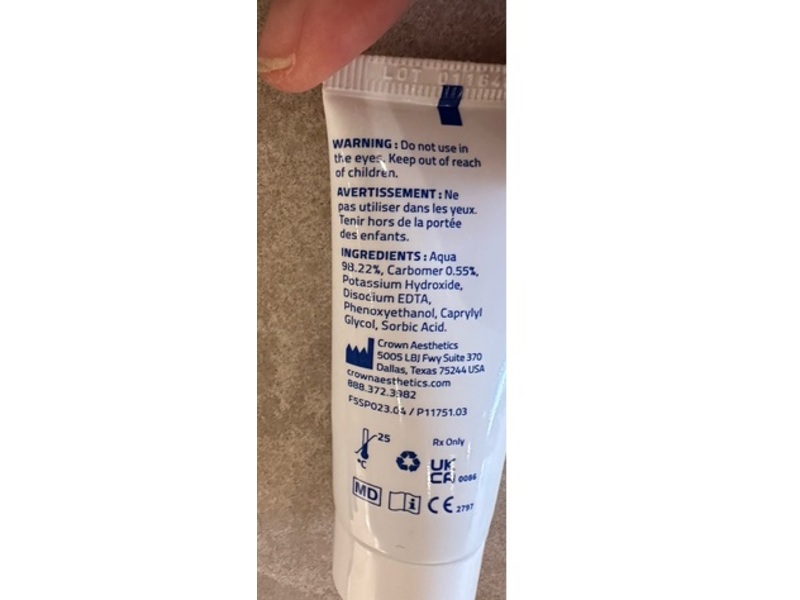 LOT 0116
WARNING : Do not use in
the eyes. Keep out of reach
of children.
AVERTISSEMENT : Ne
pas utiliser dans les yeux.
Tenir hors de la portée
des enfants.
INGREDIENTS : Aqua
98.22%, Carbomer 0.55%,
Potassium Hydroxide,
Disodium EDTA,
Phenoxyethanol, Caprylyl
Glycol, Sorbic Acid.
Crown Aesthetics
5005 LBJ Fwy Suite 370
Dallas, Texas 75244 USA
crownaesthetics.com
888.372.3982
FSSP023.04 / P11751.03
25
°C
Rx Only
UK
CA 0086
MD
i
CE 2797